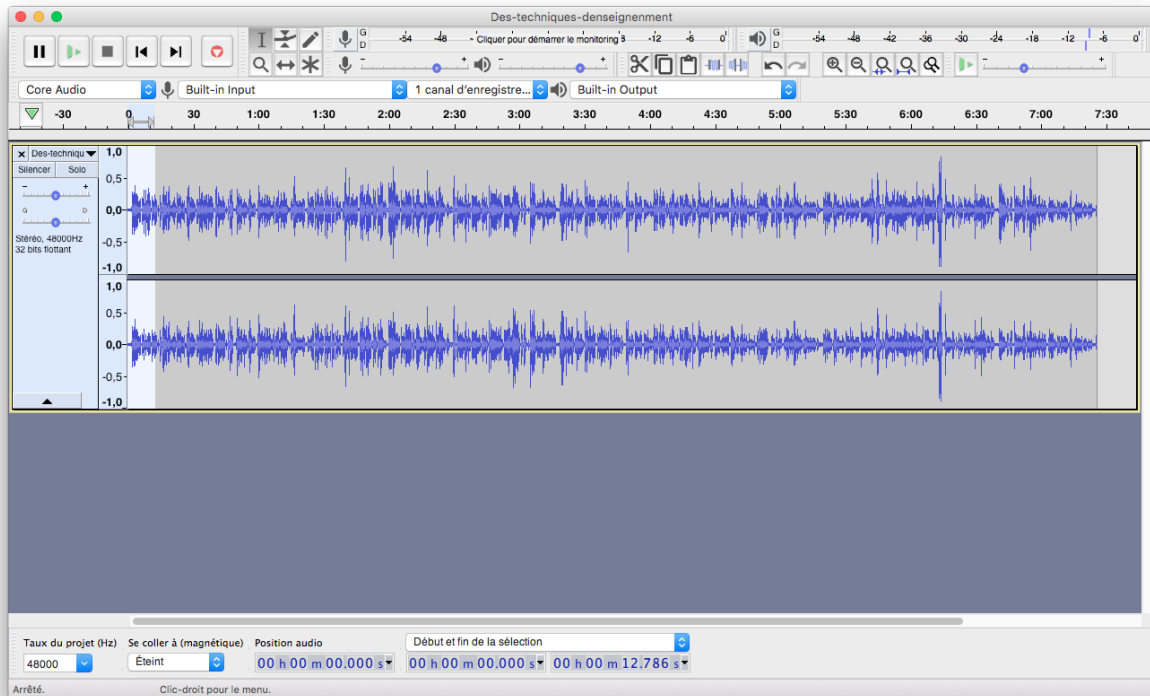 Des-techniques-denseignenment
G
D
-54 -48 - Cliquer pour démarrer le monitoring 8 -12 -6 0
G
D
-54 -48 -42 -36 -30 -24 -18 -12 -6 0
- + - + - +
Core Audio Built-in Input 1 canal d'enregistre... Built-in Output
-30 0 30 1:00 1:30 2:00 2:30 3:00 3:30 4:00 4:30 5:00 5:30 6:00 6:30 7:00 7:30
x Des-techniqu 1,0
Silencer Solo
- + 0,5-
G D 0,0-
Stéréo, 48000Hz -0,5-
32 bits flottant
-1,0
1,0
0,5-
0,0-
-0,5-
-1,0
Taux du projet (Hz) Se coller à (magnétique) Position audio Début et fin de la sélection
48000 Éteint 00 h 00 m 00.000 s 00 h 00 m 00.000 s 00 h 00 m 12.786 s
Arrêté. Clic-droit pour le menu.